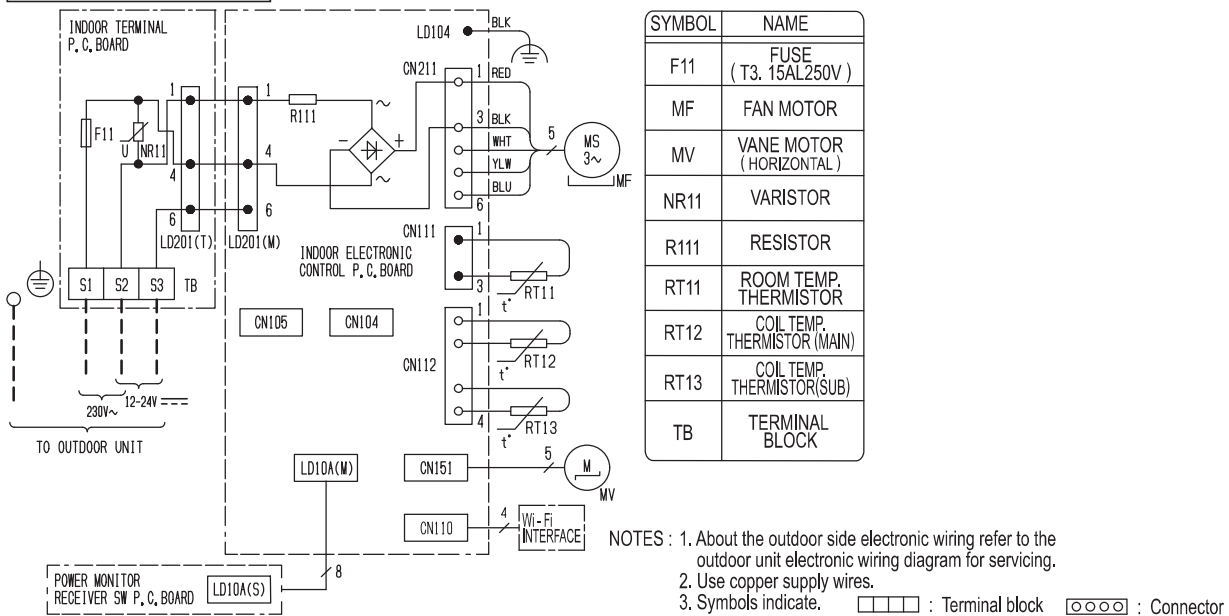 INDOOR TERMINAL
P.C.BOARD
LD104
BLK
CN211
1
RED
3
BLK
WHT
YLW
BLU
6
5
MS
3~
MF
1
1
R111
~
F11
U
NR11
-
+
4
4
~
6
6
LD201(T)
LD201(M)
INDOOR ELECTRONIC
CONTROL P.C.BOARD
CN111
1
3
t°
RT11
S1
S2
S3
TB
CN105
CN104
CN112
1
t°
RT12
4
t°
RT13
230V~
12-24V
TO OUTDOOR UNIT
LD10A(M)
CN151
5
M
MV
CN110
4
Wi-Fi
INTERFACE
8
POWER MONITOR
RECEIVER SW P.C.BOARD
LD10A(S)
SYMBOL NAME
F11 FUSE
( T3. 15AL250V )
MF FAN MOTOR
MV VANE MOTOR
( HORIZONTAL )
NR11 VARISTOR
R111 RESISTOR
RT11 ROOM TEMP.
THERMISTOR
RT12 COIL TEMP.
THERMISTOR (MAIN)
RT13 COIL TEMP.
THERMISTOR(SUB)
TB TERMINAL
BLOCK
NOTES : 1. About the outdoor side electronic wiring refer to the
outdoor unit electronic wiring diagram for servicing.
2. Use copper supply wires.
3. Symbols indicate. : Terminal block : Connector